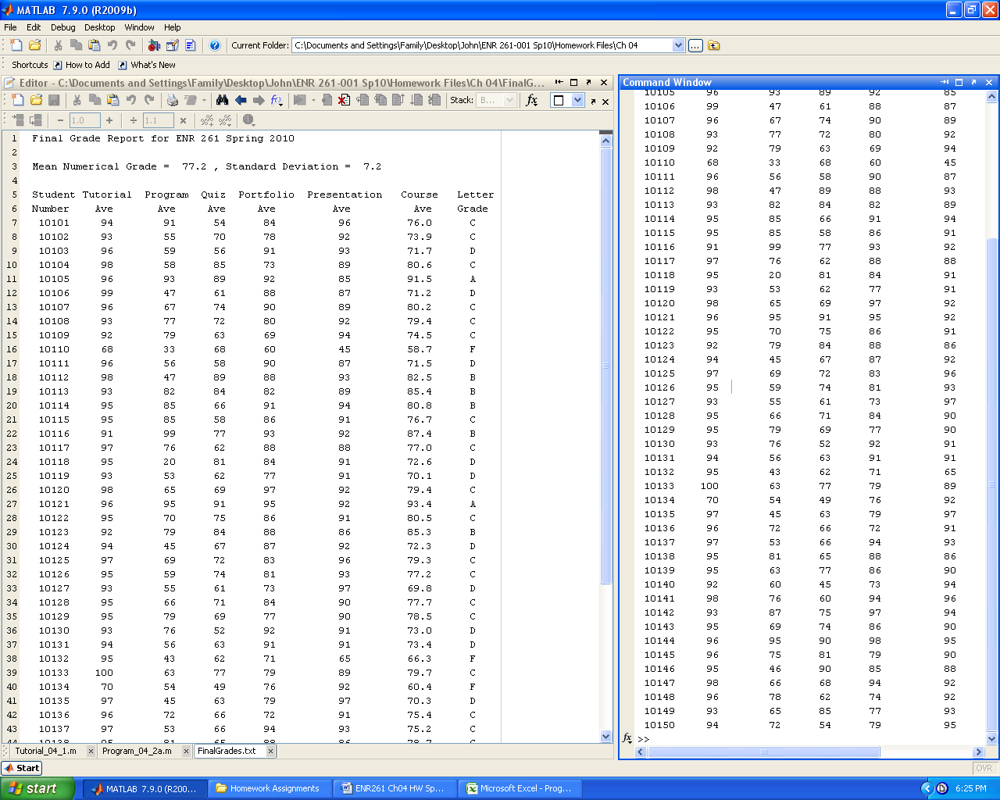 MATLAB 7.9.0 (R2009b)
File Edit Debug Desktop Window Help
Current Folder: C:\Documents and Settings\Family\Desktop\John\ENR 261-001 Sp10\Homework Files\Ch 04
Shortcuts How to Add What's New
Editor - C:\Documents and Settings\Family\Desktop\John\ENR 261-001 Sp10\Homework Files\Ch 04\FinalG...
Stack: B... fx
1.0 1.1
1 Final Grade Report for ENR 261 Spring 2010
2
3 Mean Numerical Grade = 77.2 , Standard Deviation = 7.2
4
5 Student Tutorial Program Quiz Portfolio Presentation Course Letter
6 Number Ave Ave Ave Ave Ave Ave Grade
7 10101 94 91 54 84 96 76.0 C
8 10102 93 55 70 78 92 73.9 C
9 10103 96 59 56 91 93 71.7 D
10 10104 98 58 85 73 89 80.6 C
11 10105 96 93 89 92 85 91.5 A
12 10106 99 47 61 88 87 71.2 D
13 10107 96 67 74 90 89 80.2 C
14 10108 93 77 72 80 92 79.4 C
15 10109 92 79 63 69 94 74.5 C
16 10110 68 33 68 60 45 58.7 F
17 10111 96 56 58 90 87 71.5 D
18 10112 98 47 89 88 93 82.5 B
19 10113 93 82 84 82 89 85.4 B
20 10114 95 85 66 91 94 80.8 B
21 10115 95 85 58 86 91 76.7 C
22 10116 91 99 77 93 92 87.4 B
23 10117 97 76 62 88 88 77.0 C
24 10118 95 20 81 84 91 72.6 D
25 10119 93 53 62 77 91 70.1 D
26 10120 98 65 69 97 92 79.4 C
27 10121 96 95 91 95 92 93.4 A
28 10122 95 70 75 86 91 80.5 C
29 10123 92 79 84 88 86 85.3 B
30 10124 94 45 67 87 92 72.3 D
31 10125 97 69 72 83 96 79.3 C
32 10126 95 59 74 81 93 77.2 C
33 10127 93 55 61 73 97 69.8 D
34 10128 95 66 71 84 90 77.7 C
35 10129 95 79 69 77 90 78.5 C
36 10130 93 76 52 92 91 73.0 D
37 10131 94 56 63 91 91 73.4 D
38 10132 95 43 62 71 65 66.3 F
39 10133 100 63 77 79 89 79.7 C
40 10134 70 54 49 76 92 60.4 F
41 10135 97 45 63 79 97 70.3 D
42 10136 96 72 66 72 91 75.4 C
43 10137 97 53 66 94 93 75.2 C
44 10138 95 81 65 88 86 78.7 C
Tutorial_04_1.m Program_04_2a.m FinalGrades.txt
Command Window
10105 96 93 89 92 85
10106 99 47 61 88 87
10107 96 67 74 90 89
10108 93 77 72 80 92
10109 92 79 63 69 94
10110 68 33 68 60 45
10111 96 56 58 90 87
10112 98 47 89 88 93
10113 93 82 84 82 89
10114 95 85 66 91 94
10115 95 85 58 86 91
10116 91 99 77 93 92
10117 97 76 62 88 88
10118 95 20 81 84 91
10119 93 53 62 77 91
10120 98 65 69 97 92
10121 96 95 91 95 92
10122 95 70 75 86 91
10123 92 79 84 88 86
10124 94 45 67 87 92
10125 97 69 72 83 96
10126 95 59 74 81 93
10127 93 55 61 73 97
10128 95 66 71 84 90
10129 95 79 69 77 90
10130 93 76 52 92 91
10131 94 56 63 91 91
10132 95 43 62 71 65
10133 100 63 77 79 89
10134 70 54 49 76 92
10135 97 45 63 79 97
10136 96 72 66 72 91
10137 97 53 66 94 93
10138 95 81 65 88 86
10139 95 63 77 86 90
10140 92 60 45 73 94
10141 98 76 60 94 96
10142 93 87 75 97 94
10143 95 69 74 86 90
10144 96 95 90 98 95
10145 96 75 81 79 90
10146 95 46 90 85 88
10147 98 66 68 94 92
10148 96 78 62 74 92
10149 93 65 85 77 93
10150 94 72 54 79 95
fx >>
Start OVR
start MATLAB 7.9.0 (R200... Homework Assignments ENR261 Ch04 HW Sp... Microsoft Excel - Prog... 6:25 PM